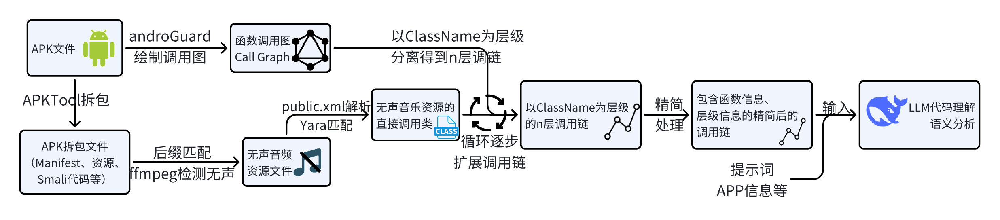 APK文件
androGuard
绘制调用图
函数调用图
Call Graph
以ClassName为层级
分离得到n层调链
APKTool拆包
APK拆包文件
（Manifest、资源、
Smali代码等）
后缀匹配
ffmpeg检测无声
无声音频
资源文件
public.xml解析
Yara匹配
无声音乐资源的
直接调用类
CLASS
循环逐步
扩展调用链
以ClassName为层级
的n层调用链
精简
处理
包含函数信息、
层级信息的精简后的
调用链
输入
提示词
APP信息等
LLM代码理解
语义分析